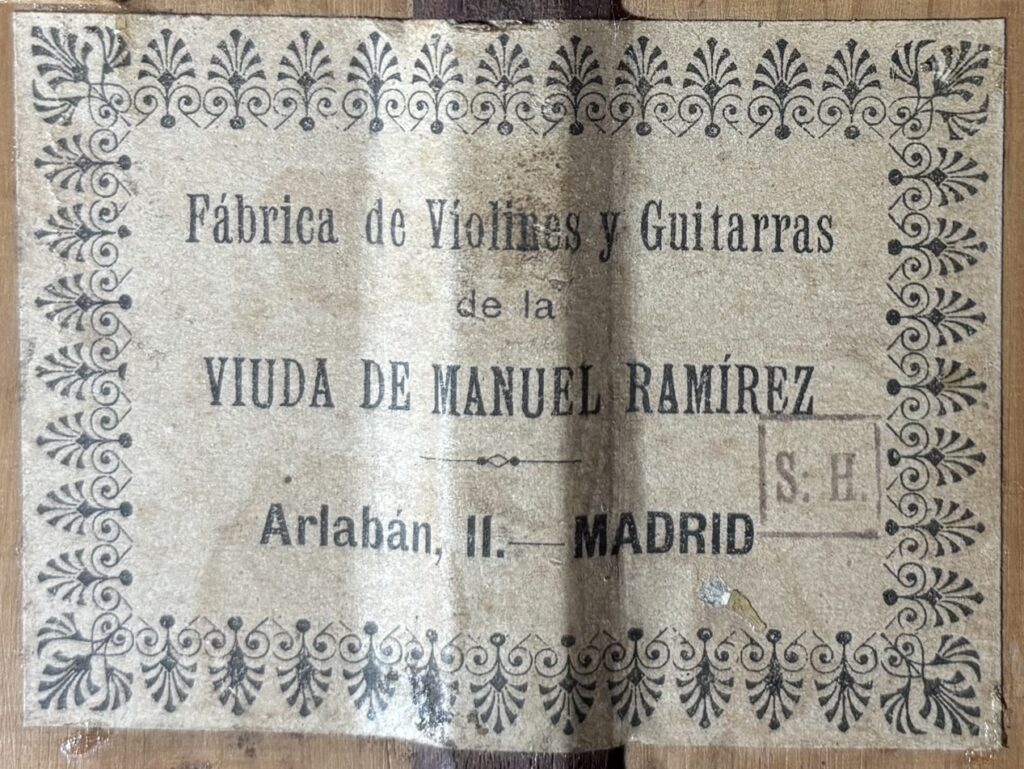 Fábrica de Violines y Guitarras
de la
VIUDA DE MANUEL RAMÍREZ
S. H.
Arlabán, 11.—MADRID